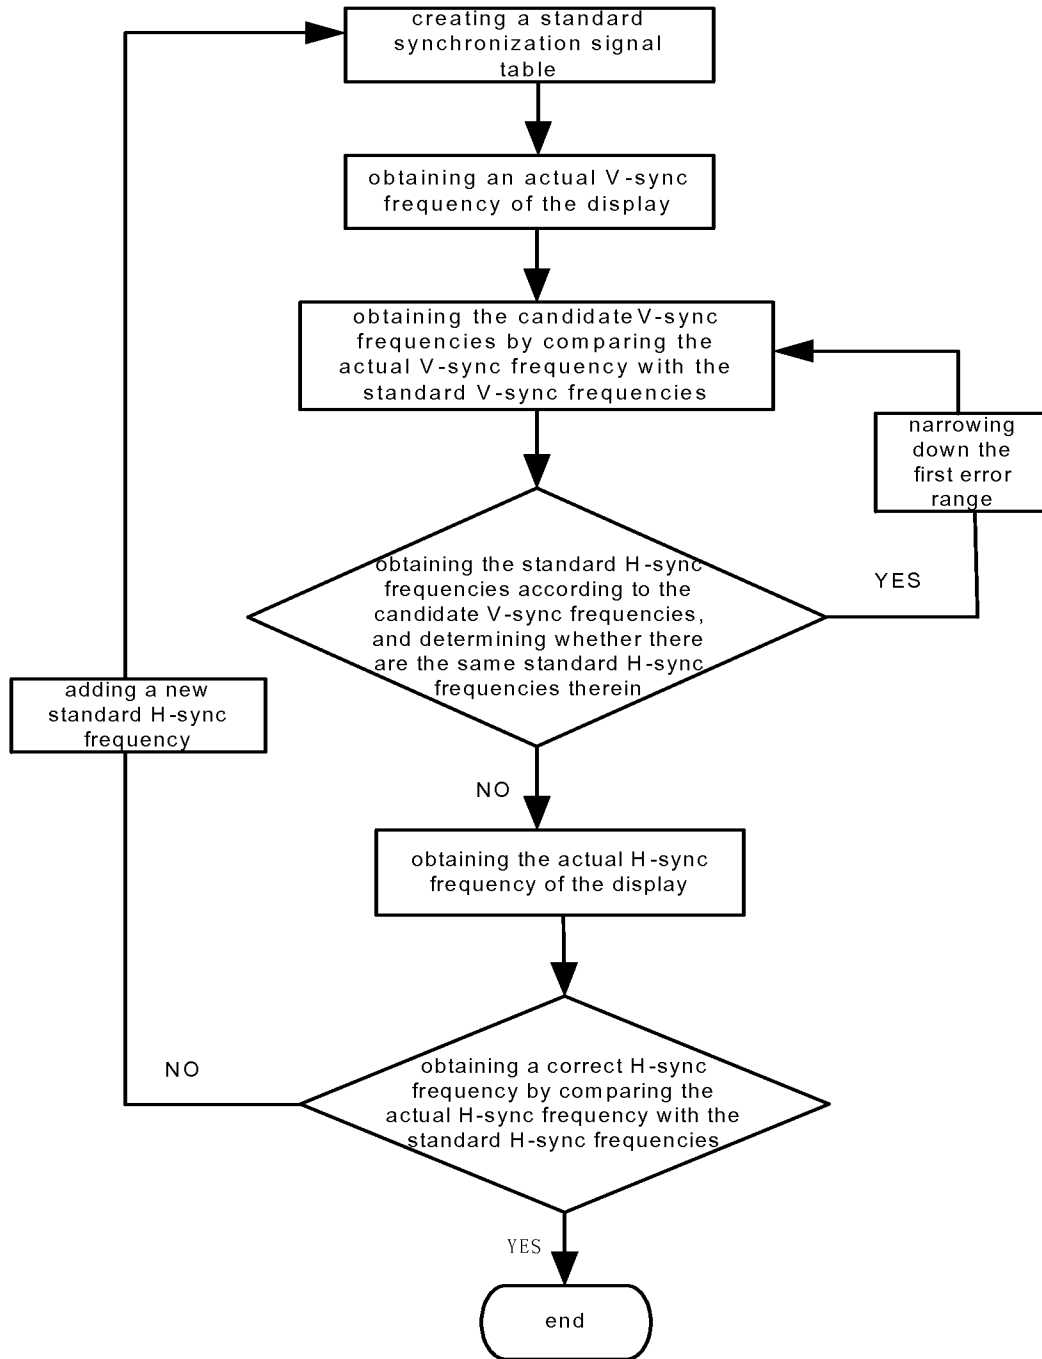 creating a standard
synchronization signal
table
obtaining an actual V-sync
frequency of the display
obtaining the candidate V-sync
frequencies by comparing the
actual V-sync frequency with the
standard V-sync frequencies
narrowing
down the
first error
range
obtaining the standard H-sync
frequencies according to the
candidate V-sync frequencies,
and determining whether there
are the same standard H-sync
frequencies therein
YES
adding a new
standard H-sync
frequency
NO
obtaining the actual H-sync
frequency of the display
obtaining a correct H-sync
frequency by comparing the
actual H-sync frequency with the
standard H-sync frequencies
NO
YES
end